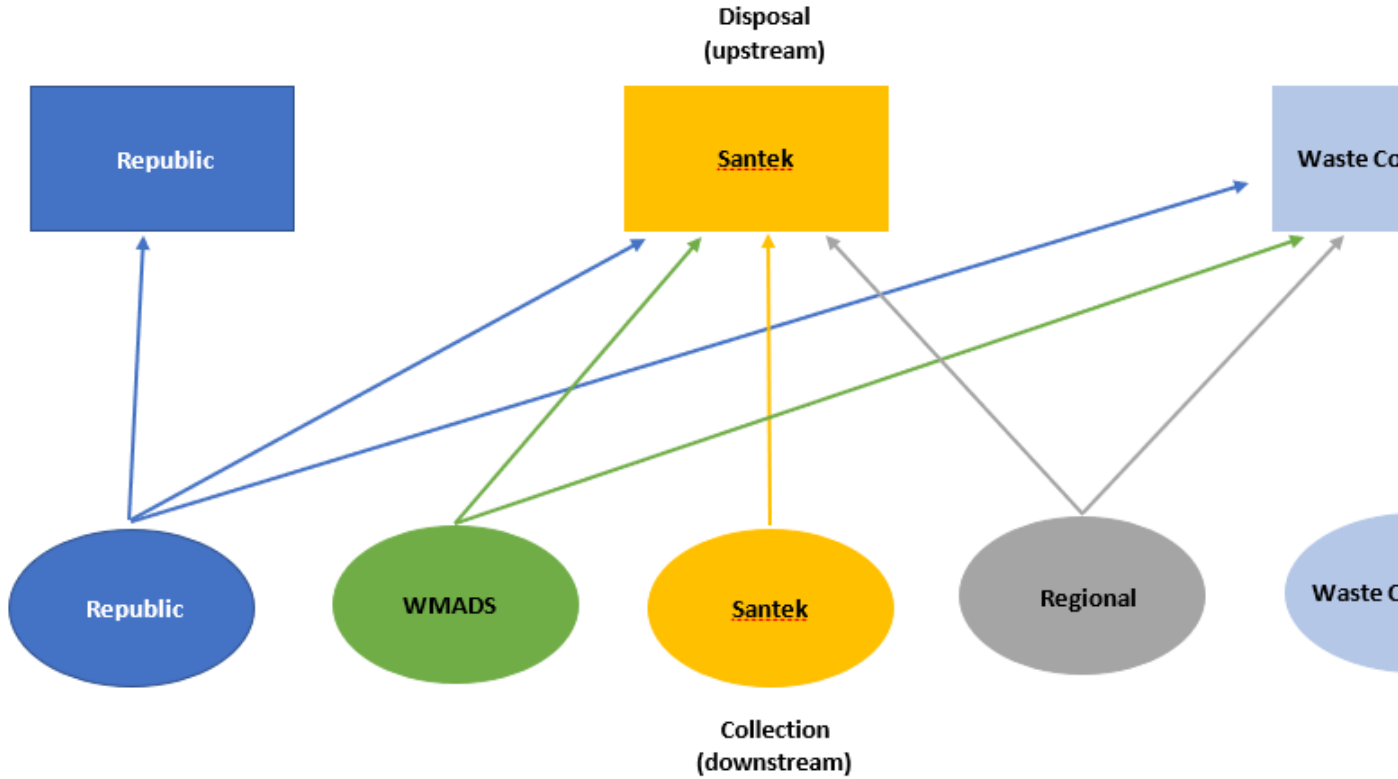 Disposal
(upstream)
Republic
Santek
Waste Co
Republic
WMADS
Santek
Regional
Waste C
Collection
(downstream)